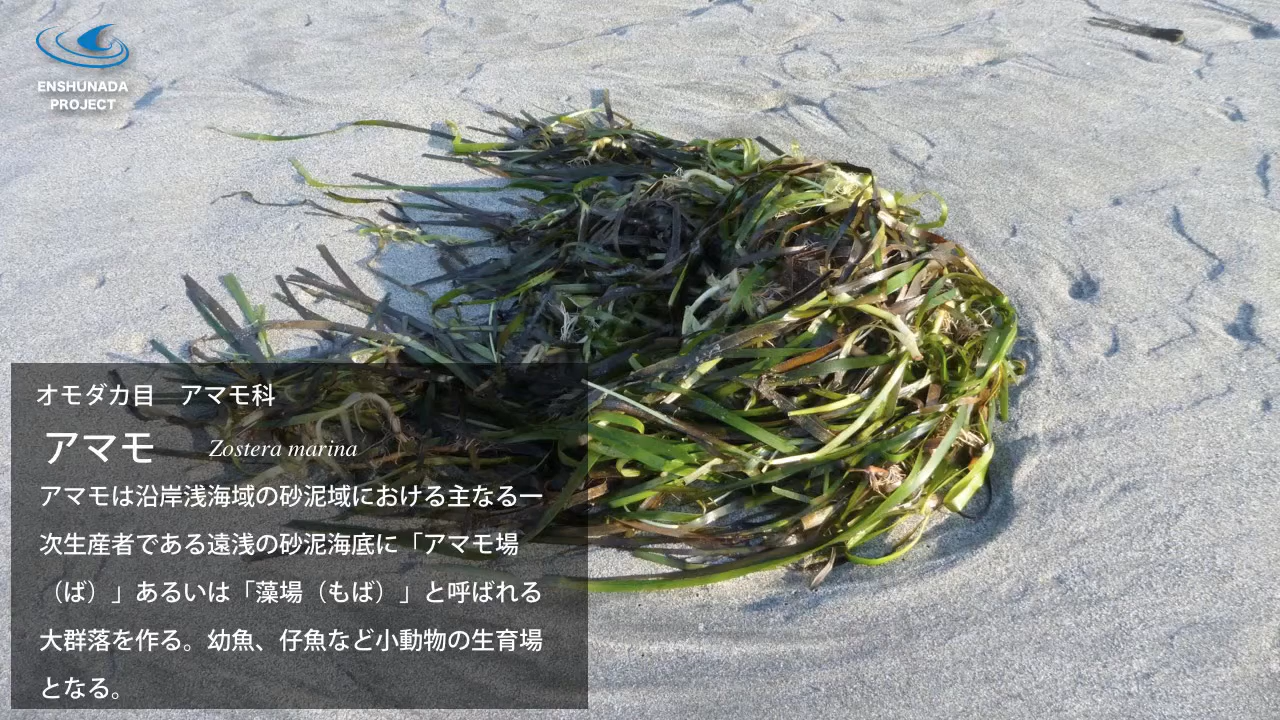 ENSHUNADA
PROJECT
オモダカ目　アマモ科
アマモ　Zostera marina
アマモは沿岸浅海域の砂泥域における主なる一
次生産者である遠浅の砂泥海底に「アマモ場
（ば）」あるいは「藻場（もば）」と呼ばれる
大群落を作る。幼魚、仔魚など小動物の生育場
となる。